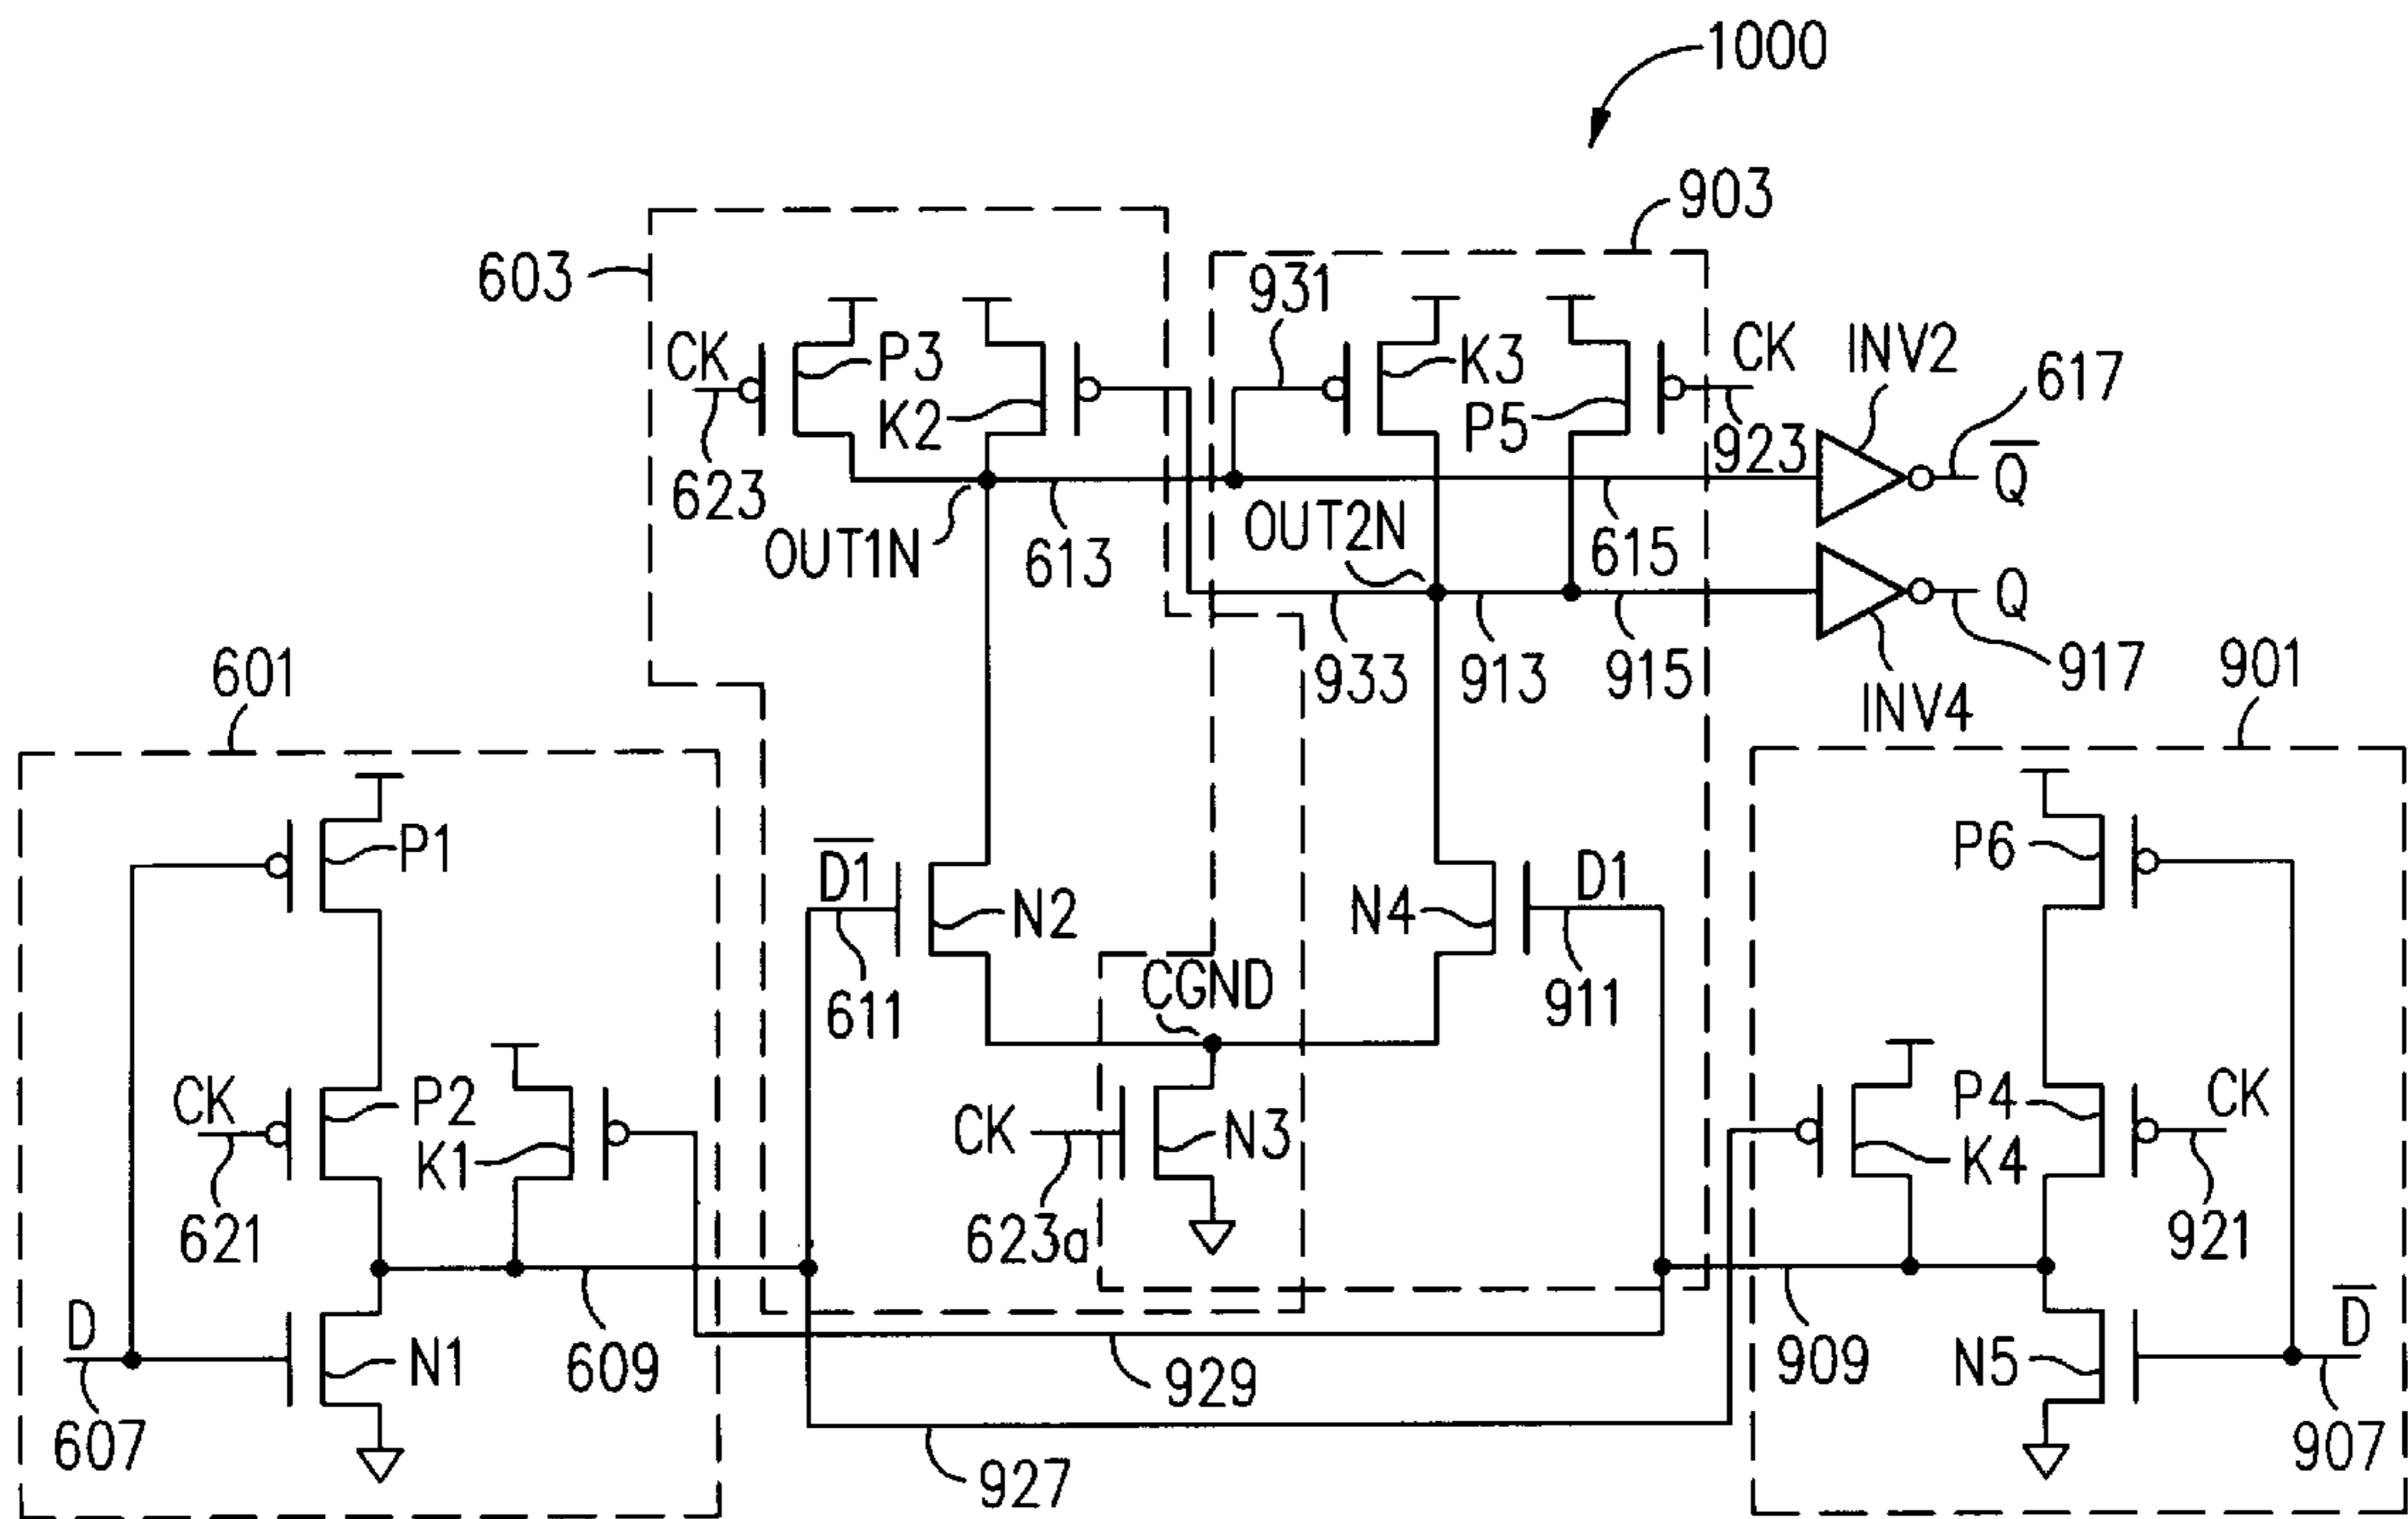 1000
903
603
931
CK
P3
K2
K3
P5
CK
INV2
617
623
923
Q̅
OUT1N
613
OUT2N
615
Q
933
913
915
917
INV4
601
901
P1
D̅1̅
N2
N4
D1
P6
611
CGND
911
CK
P2
K1
CK
N3
P4
K4
CK
621
623a
921
D
N1
609
929
909
N5
D̅
607
927
907